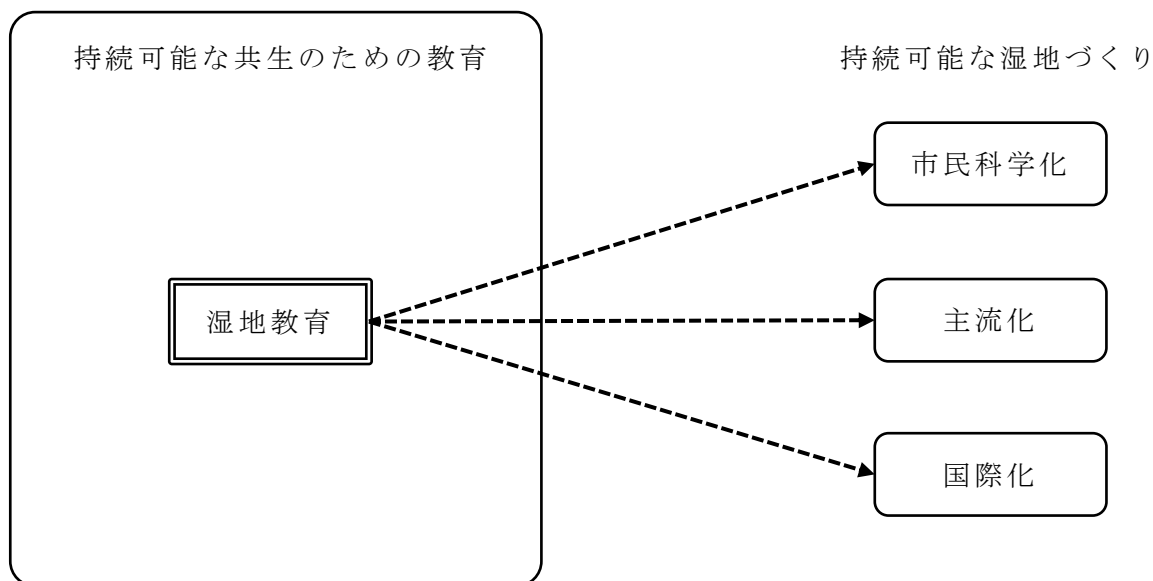 持続可能な共生のための教育
持続可能な湿地づくり
市民科学化
湿地教育
主流化
国際化